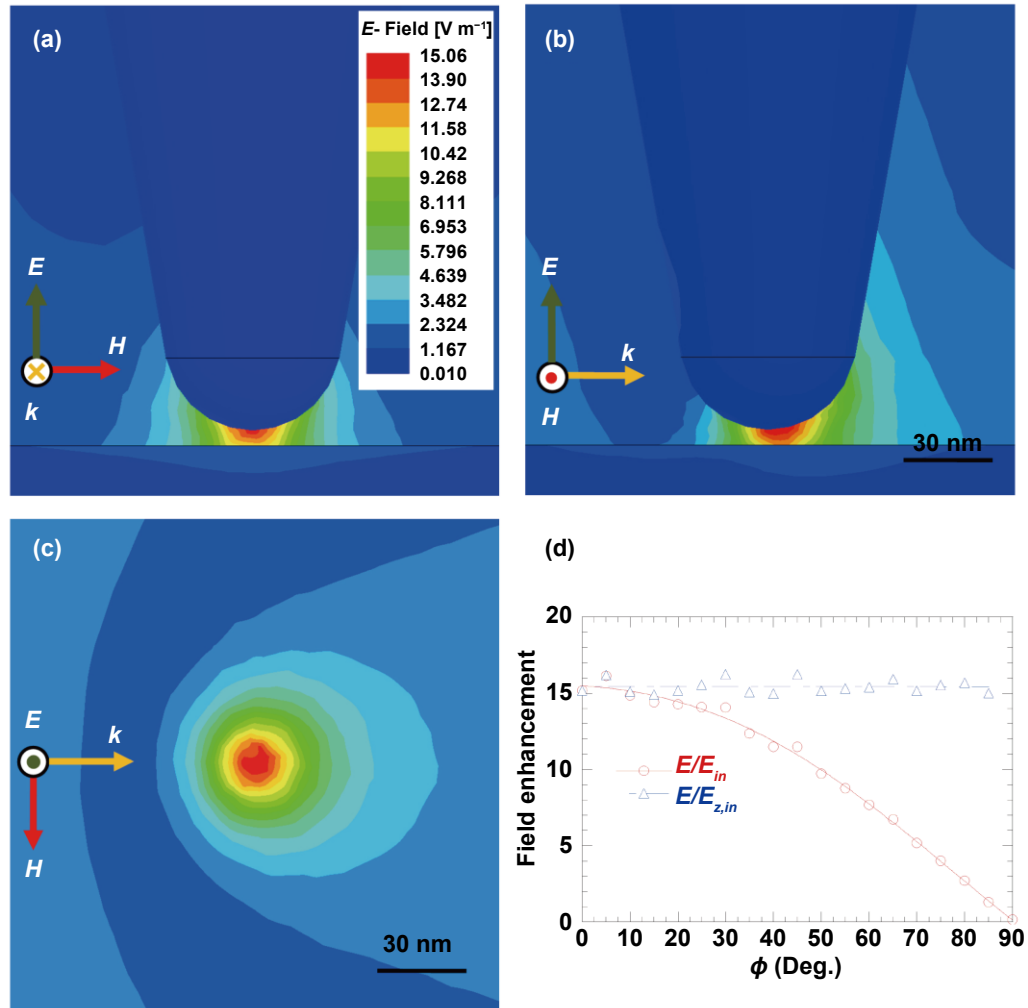 (a)
E- Field [V m⁻¹]
15.06
13.90
12.74
11.58
10.42
9.268
8.111
6.953
5.796
4.639
3.482
2.324
1.167
0.010
E
H
k
(b)
E
k
H
30 nm
(c)
E
k
H
30 nm
(d)
Field enhancement
20
15
10
5
0
E/E_in
E/E_z,in
0 10 20 30 40 50 60 70 80 90
ϕ (Deg.)